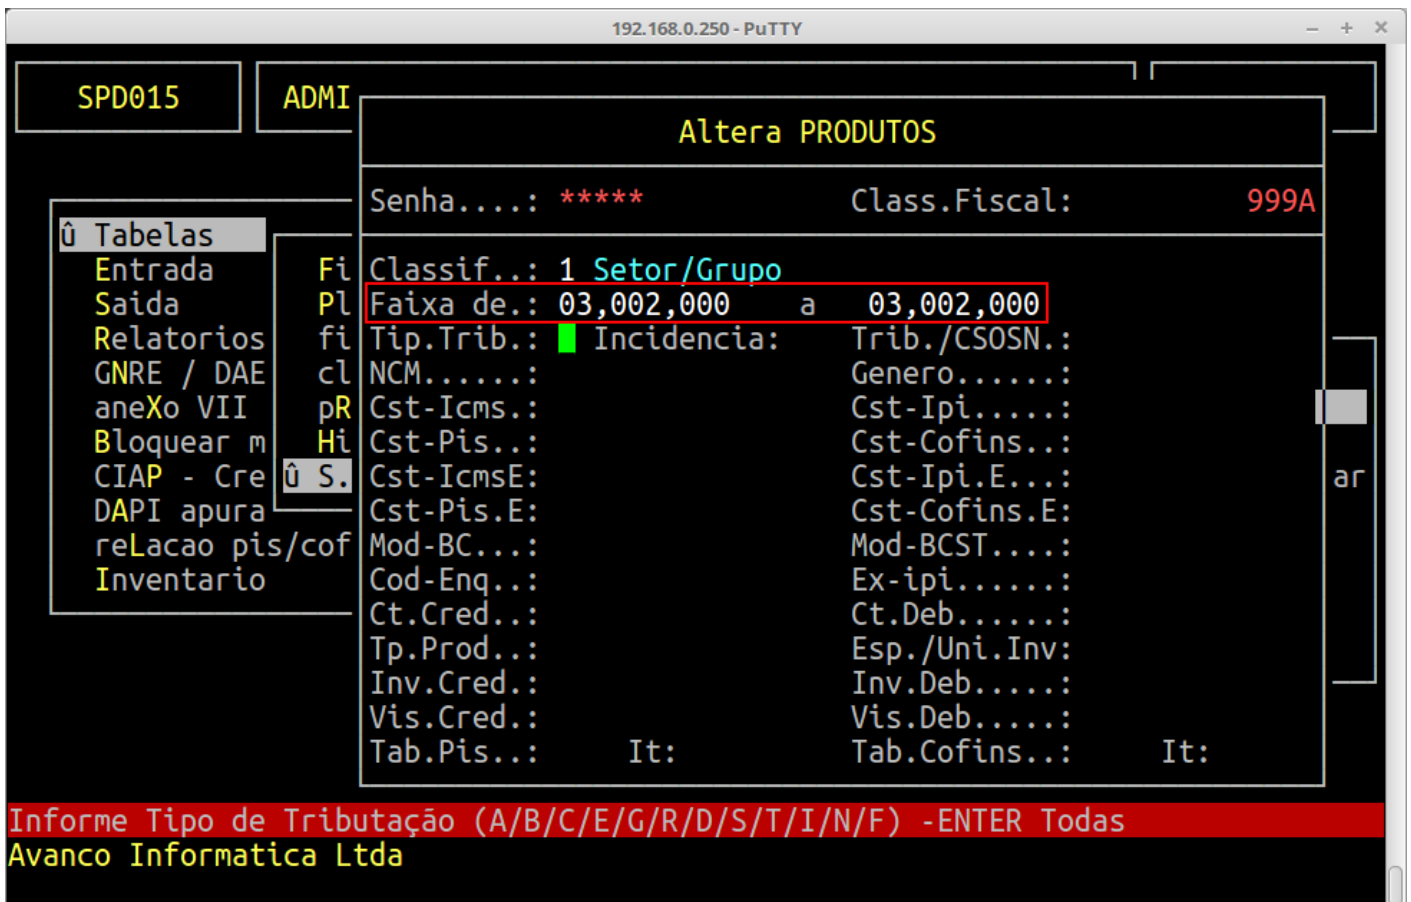 192.168.0.250 - PuTTY
SPD015 ADMI
Altera PRODUTOS
Senha....: ***** Class.Fiscal: 999A
û Tabelas
Entrada Fi Classif..: 1 Setor/Grupo
Saida Pl Faixa de.: 03,002,000 a 03,002,000
Relatorios fi Tip.Trib.: Incidencia: Trib./CSOSN.:
GNRE / DAE cl NCM......: Genero......:
aneXo VII pR Cst-Icms.: Cst-Ipi.....:
Bloquear m Hi Cst-Pis..: Cst-Cofins..:
CIAP - Cre û S. Cst-IcmsE: Cst-Ipi.E...: ar
DAPI apura Cst-Pis.E: Cst-Cofins.E:
reLacao pis/cof Mod-BC...: Mod-BCST....:
Inventario Cod-Enq..: Ex-ipi......:
Ct.Cred..: Ct.Deb......:
Tp.Prod..: Esp./Uni.Inv:
Inv.Cred.: Inv.Deb.....:
Vis.Cred.: Vis.Deb.....:
Tab.Pis..: It: Tab.Cofins..: It:
Informe Tipo de Tributação (A/B/C/E/G/R/D/S/T/I/N/F) -ENTER Todas
Avanco Informatica Ltda